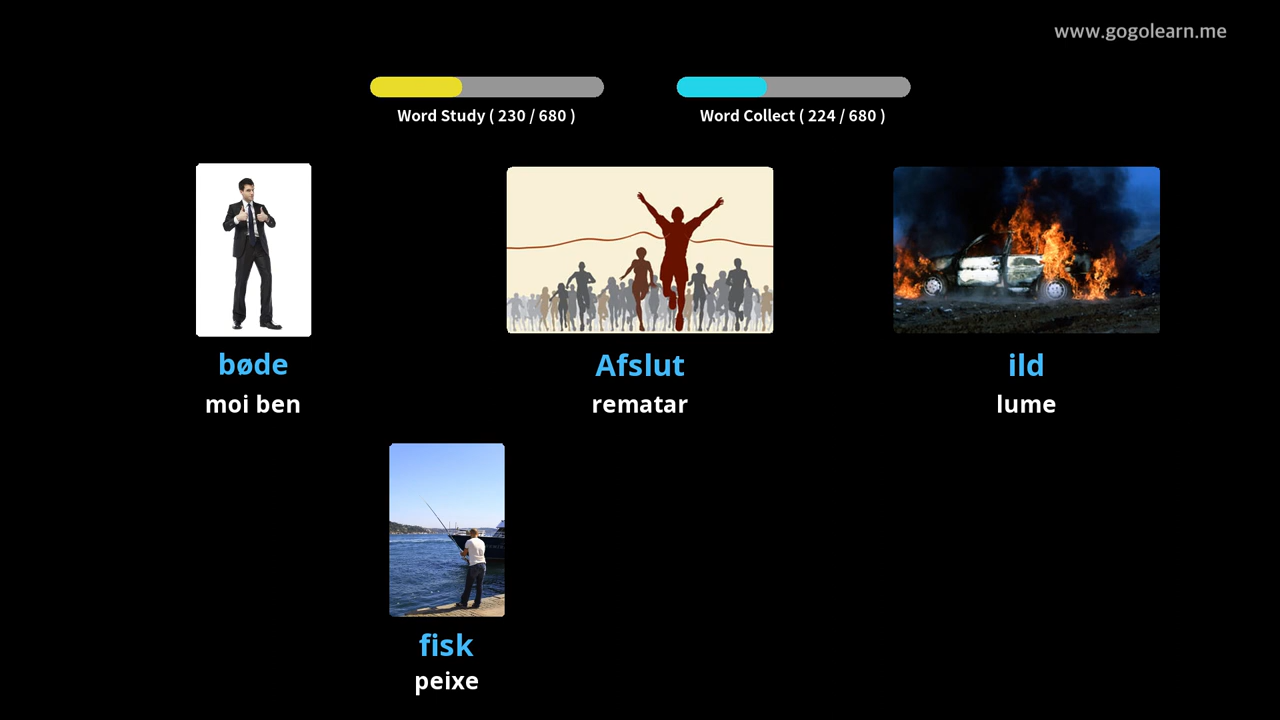 www.gogolearn.me
Word Study ( 230 / 680 )
Word Collect ( 224 / 680 )
bøde
moi ben
Afslut
rematar
ild
lume
fisk
peixe